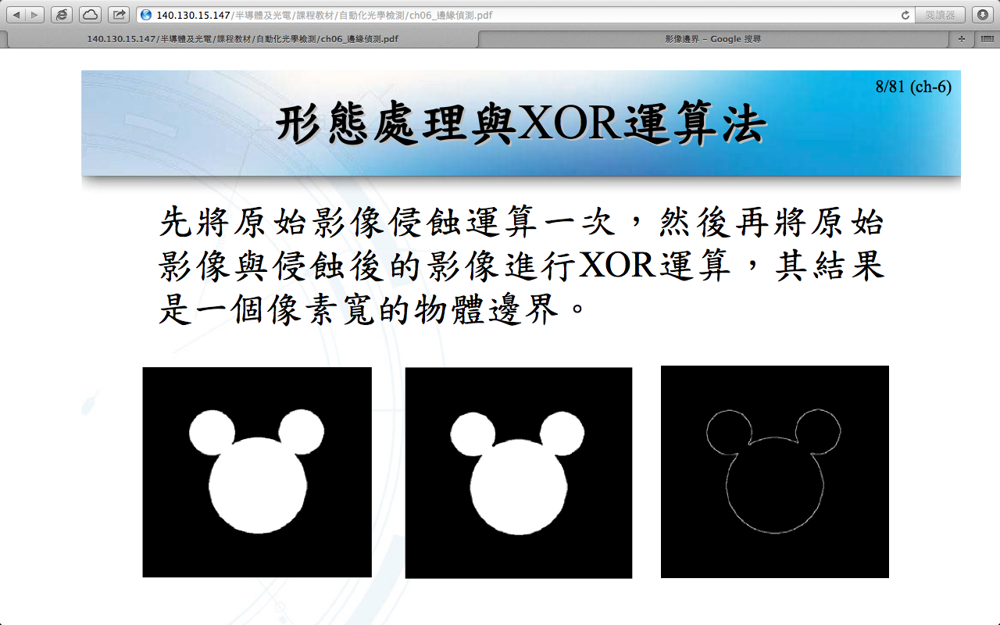 140.130.15.147/半導體及光電/課程教材/自動化光學檢測/ch06_邊緣偵測.pdf
閱讀器
140.130.15.147/半導體及光電/課程教材/自動化光學檢測/ch06_邊緣偵測.pdf
影像邊界 – Google 搜尋
8/81 (ch-6)
形態處理與XOR運算法
先將原始影像侵蝕運算一次，然後再將原始
影像與侵蝕後的影像進行XOR運算，其結果
是一個像素寬的物體邊界。